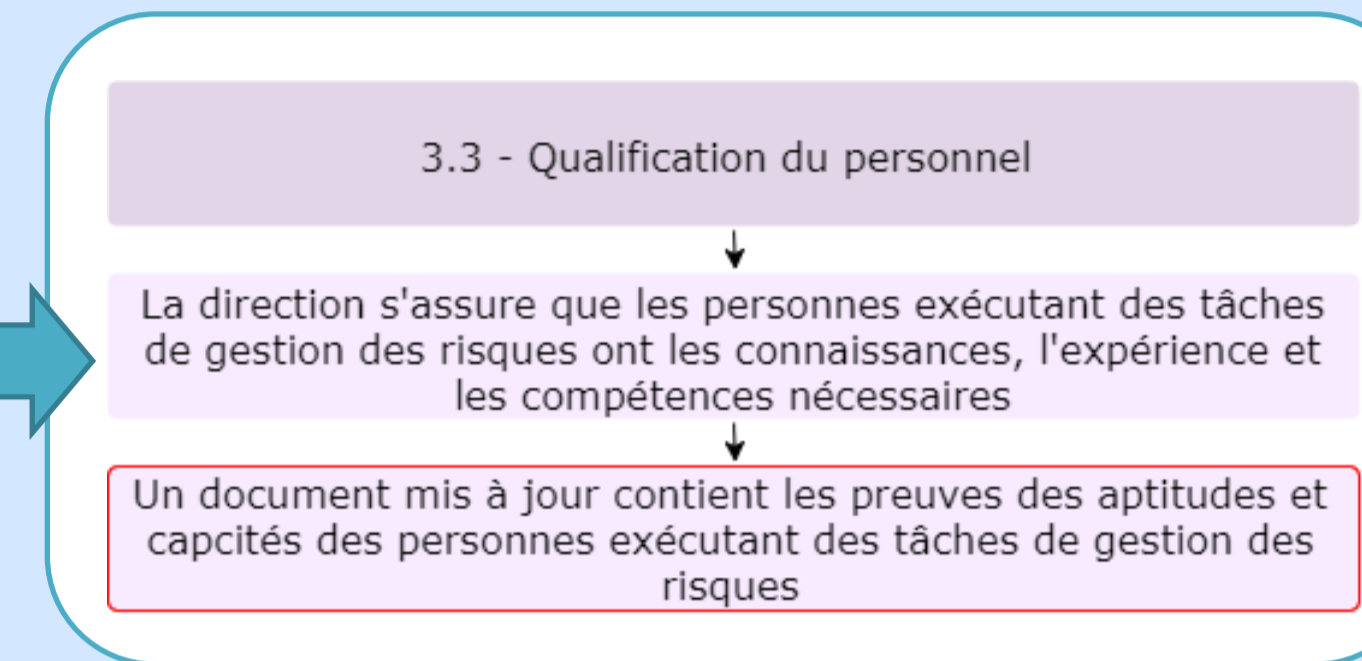 3.3 - Qualification du personnel
La direction s'assure que les personnes exécutant des tâches
de gestion des risques ont les connaissances, l'expérience et
les compétences nécessaires
Un document mis à jour contient les preuves des aptitudes et
capcités des personnes exécutant des tâches de gestion des
risques